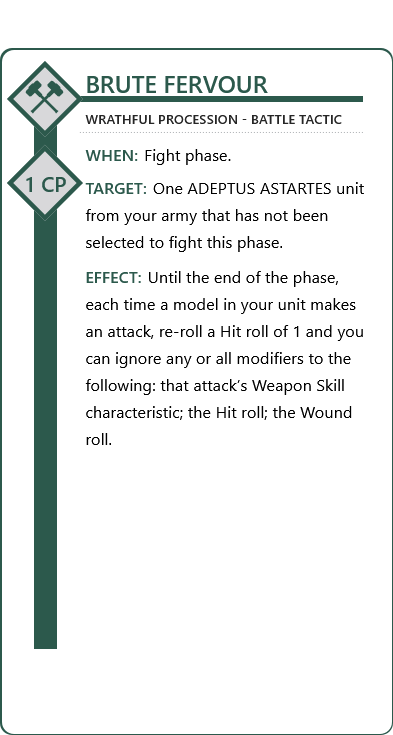 BRUTE FERVOUR
WRATHFUL PROCESSION - BATTLE TACTIC
WHEN: Fight phase.
1 CP
TARGET: One ADEPTUS ASTARTES unit
from your army that has not been
selected to fight this phase.
EFFECT: Until the end of the phase,
each time a model in your unit makes
an attack, re-roll a Hit roll of 1 and you
can ignore any or all modifiers to the
following: that attack's Weapon Skill
characteristic; the Hit roll; the Wound
roll.